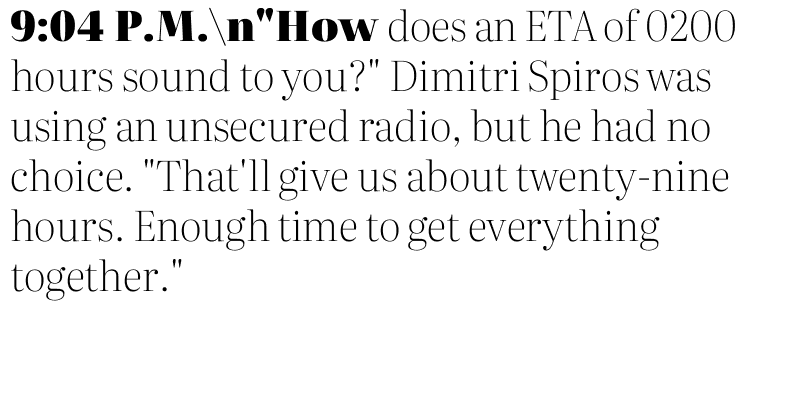 9:04 P.M.\n"How does an ETA of 0200
hours sound to you?" Dimitri Spiros was
using an unsecured radio, but he had no
choice. "That'll give us about twenty-nine
hours. Enough time to get everything
together."